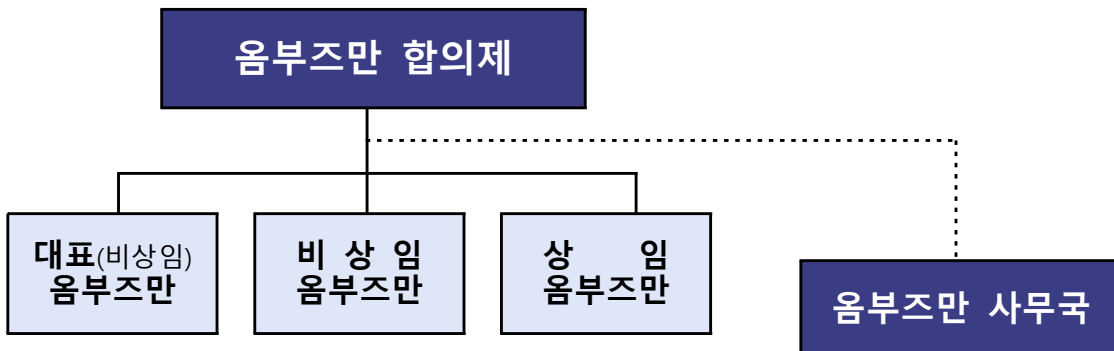 옴부즈만 합의제
대표(비상임)
옴부즈만
비 상 임
옴부즈만
상 임
옴부즈만
옴부즈만 사무국